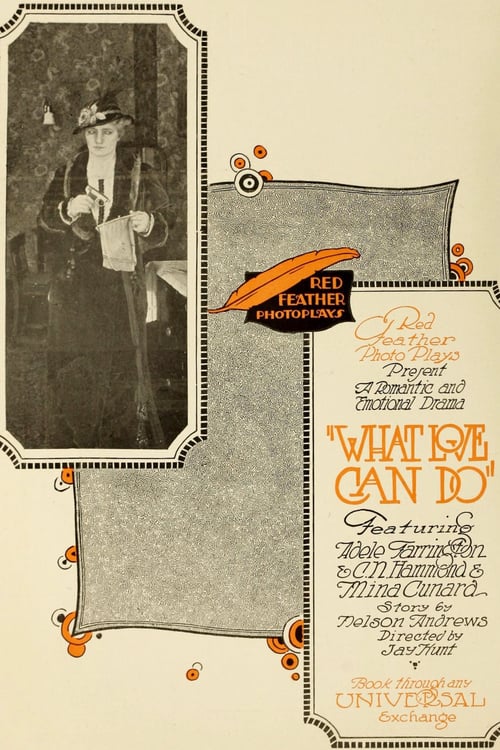 RED
FEATHER
PHOTOPLAYS
Red
Feather
Photo Plays
Present
A Romantic and
Emotional Drama
"WHAT LOVE
CAN DO"
Featuring
Adele Farrington
& C.N. Hammond &
Mina Cunard
Story by
Nelson Andrews
Directed by
Jay Hunt
Book through any
UNIVERSAL
Exchange